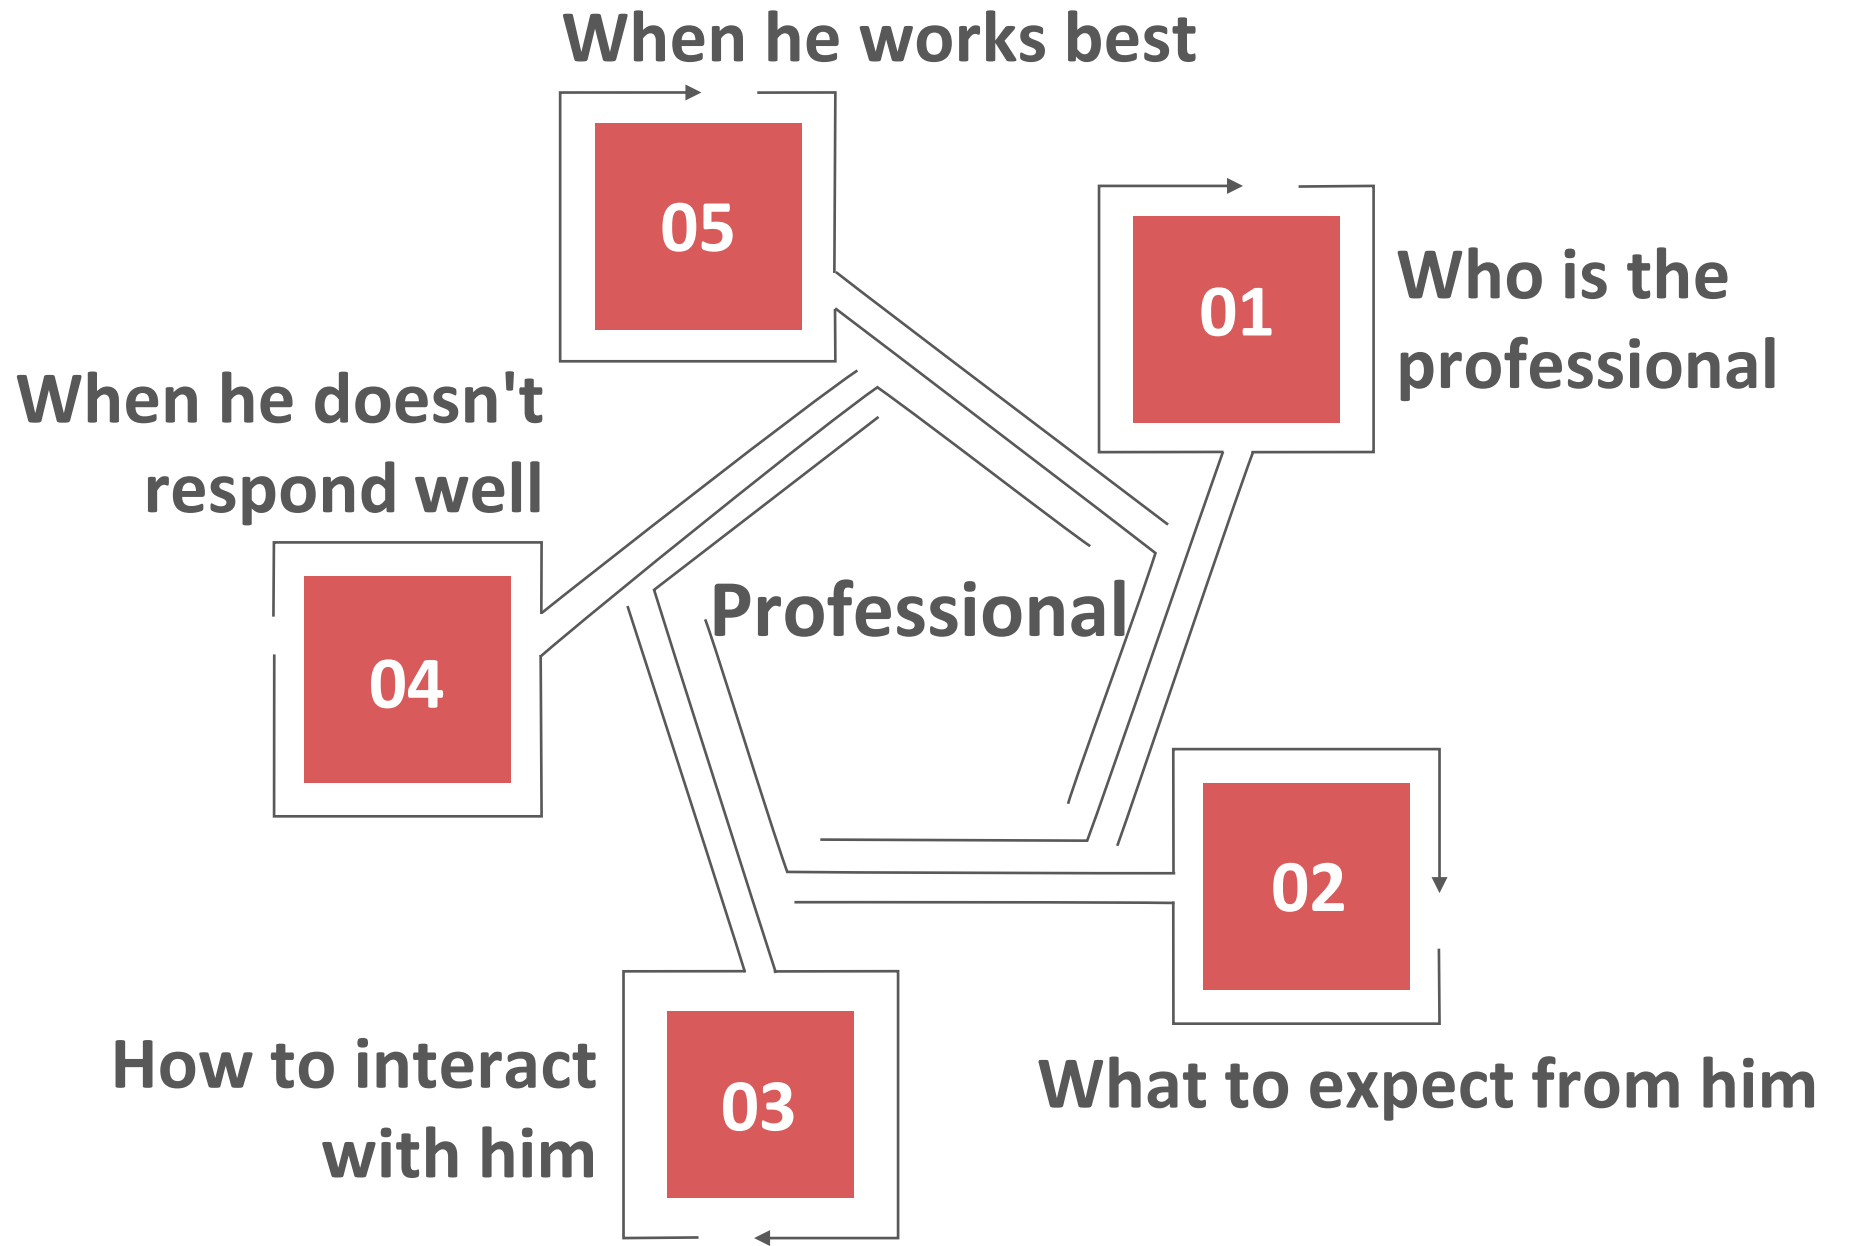 When he works best
05
01
Who is the
professional
When he doesn't
respond well
Professional
04
02
How to interact
with him
03
What to expect from him